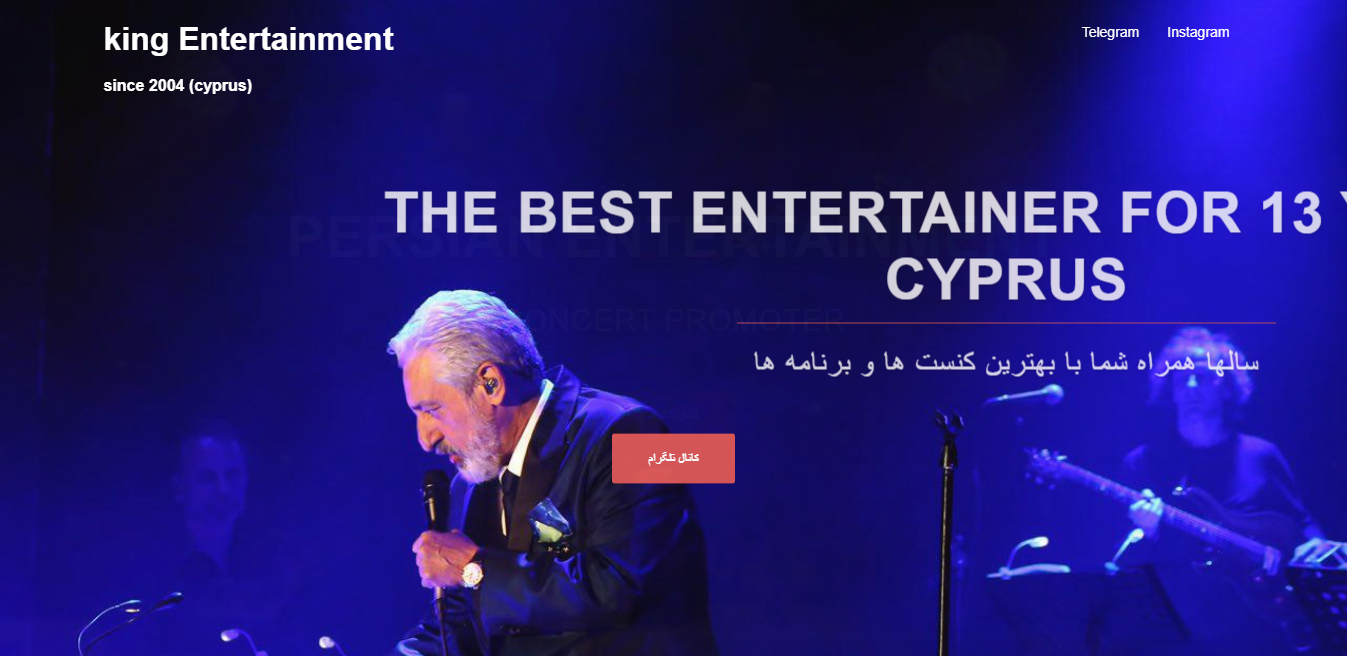 king Entertainment
Telegram Instagram
since 2004 (cyprus)
THE BEST ENTERTAINER FOR 13
PERSIAN ENTERTAINMENT
CYPRUS
CONCERT PROMOTER
سالها همراه شما با بهترین کنست ها و برنامه ها
کانال تلگرام